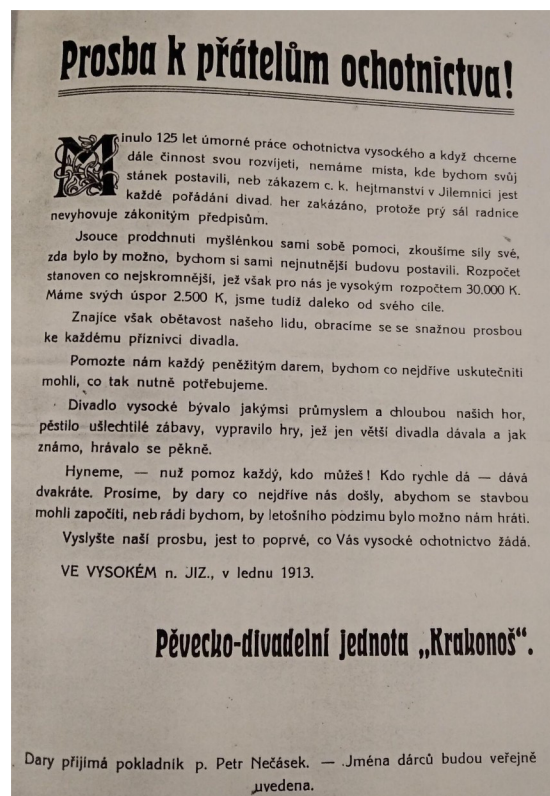 Prosba k přátelům ochotnictva!
Minulo 125 let úmorné práce ochotnictva vysockého a když chceme
dále činnost svou rozvíjeti, nemáme místa, kde bychom svůj
stánek postavili, neb zákazem c. k. hejtmanství v Jilemnici jest
každé pořádání divad. her zakázáno, protože prý sál radnice
nevyhovuje zákonitým předpisům.
Jsouce prodchnuti myšlénkou sami sobě pomoci, zkoušíme síly své,
zda bylo by možno, bychom si sami nejnutnější budovu postavili. Rozpočet
stanoven co nejskromnější, jež však pro nás je vysokým rozpočtem 30.000 K.
Máme svých úspor 2.500 K, jsme tudíž daleko od svého cíle.
Znajíce však obětavost našeho lidu, obracíme se se snažnou prosbou
ke každému příznivci divadla.
Pomozte nám každý peněžitým darem, bychom co nejdříve uskutečniti
mohli, co tak nutně potřebujeme.
Divadlo vysocké bývalo jakýmsi průmyslem a chloubou našich hor,
pěstilo ušlechtilé zábavy, vypravilo hry, jež jen větší divadla dávala a jak
známo, hrávalo se pěkně.
Hyneme, — nuž pomoz každý, kdo můžeš! Kdo rychle dá — dává
dvakráte. Prosíme, by dary co nejdříve nás došly, abychom se stavbou
mohli započíti, neb rádi bychom, by letošního podzimu bylo možno nám hráti.
Vyslyšte naší prosbu, jest to poprvé, co Vás vysocké ochotnictvo žádá.
VE VYSOKÉM n. JIZ., v lednu 1913.
Pěvecko-divadelní jednota „Krakonoš“.
Dary přijímá pokladník p. Petr Nečásek. — Jména dárců budou veřejně
uvedena.